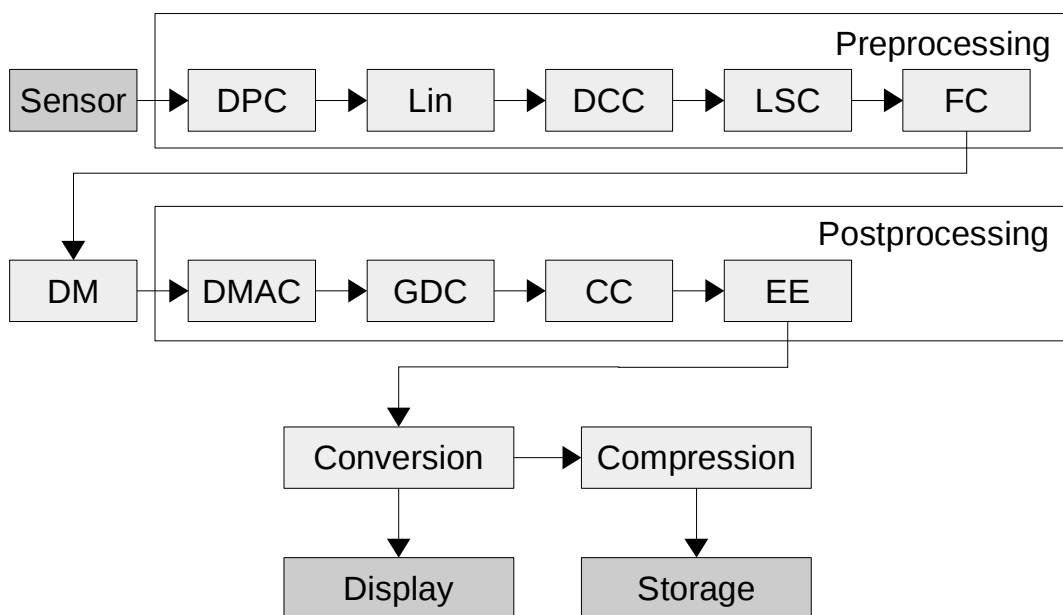 Preprocessing
Sensor DPC Lin DCC LSC FC
Postprocessing
DM DMAC GDC CC EE
Conversion Compression
Display Storage